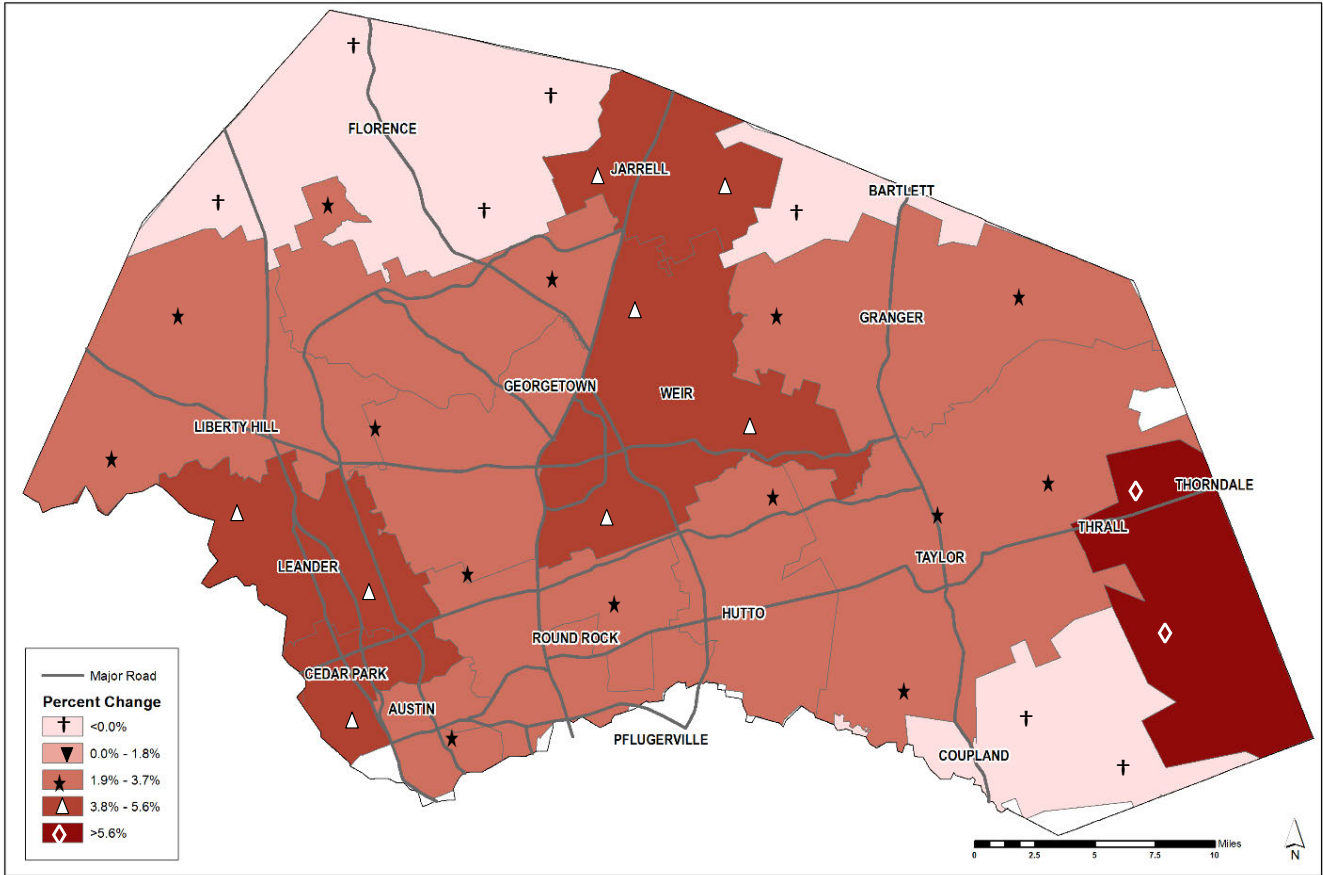 FLORENCE
JARRELL
BARTLETT
GRANGER
GEORGETOWN
WEIR
LIBERTY HILL
THORNDALE
THRALL
TAYLOR
LEANDER
HUTTO
ROUND ROCK
CEDAR PARK
AUSTIN
PFLUGERVILLE
COUPLAND
Major Road
Percent Change
<0.0%
0.0% - 1.8%
1.9% - 3.7%
3.8% - 5.6%
>5.6%
Miles
0 2.5 5 7.5 10
N